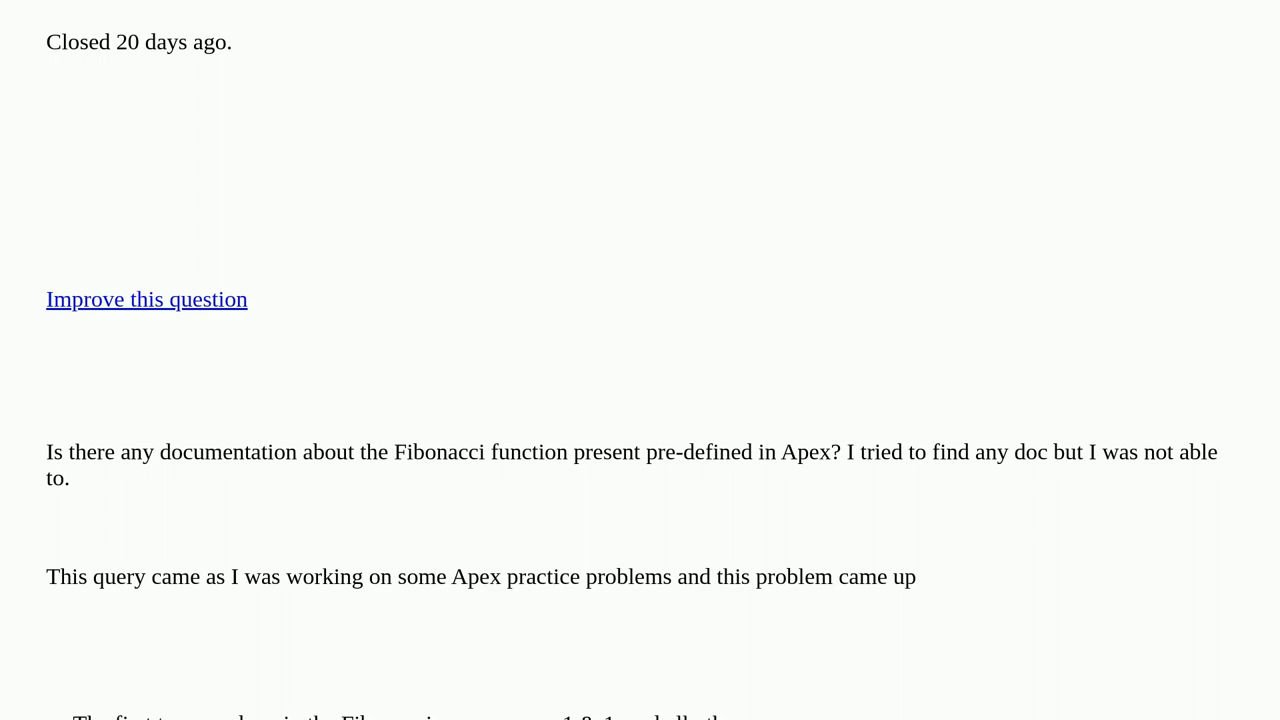 Closed 20 days ago.
Improve this question
Is there any documentation about the Fibonacci function present pre-defined in Apex? I tried to find any doc but I was not able
to.
This query came as I was working on some Apex practice problems and this problem came up